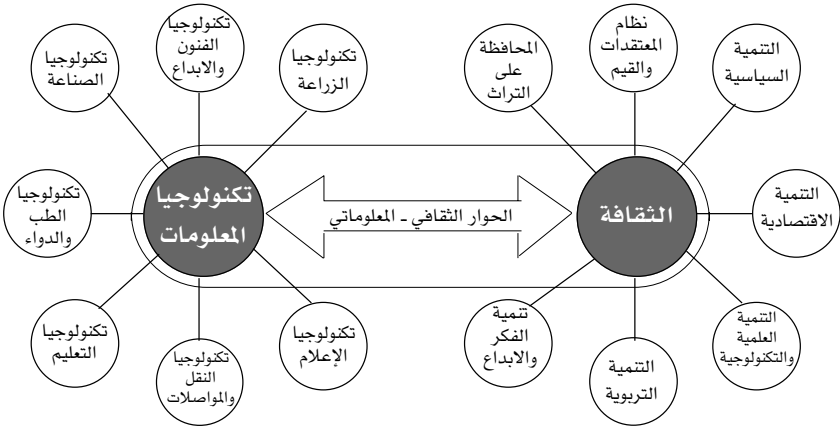 نظام
المعتقدات
والقيم
التنمية
السياسية
المحافظة
على
التراث
التنمية
الاقتصادية
الثقافة
التنمية
العلمية
والتكنولوجية
التنمية
التربوية
تنمية
الفكر
والابداع
الحوار الثقافي ـ المعلوماتي
تكنولوجيا
الزراعة
تكنولوجيا
الفنون
والابداع
تكنولوجيا
الصناعة
تكنولوجيا
المعلومات
تكنولوجيا
الطب
والدواء
تكنولوجيا
الإعلام
تكنولوجيا
النقل
والمواصلات
تكنولوجيا
التعليم